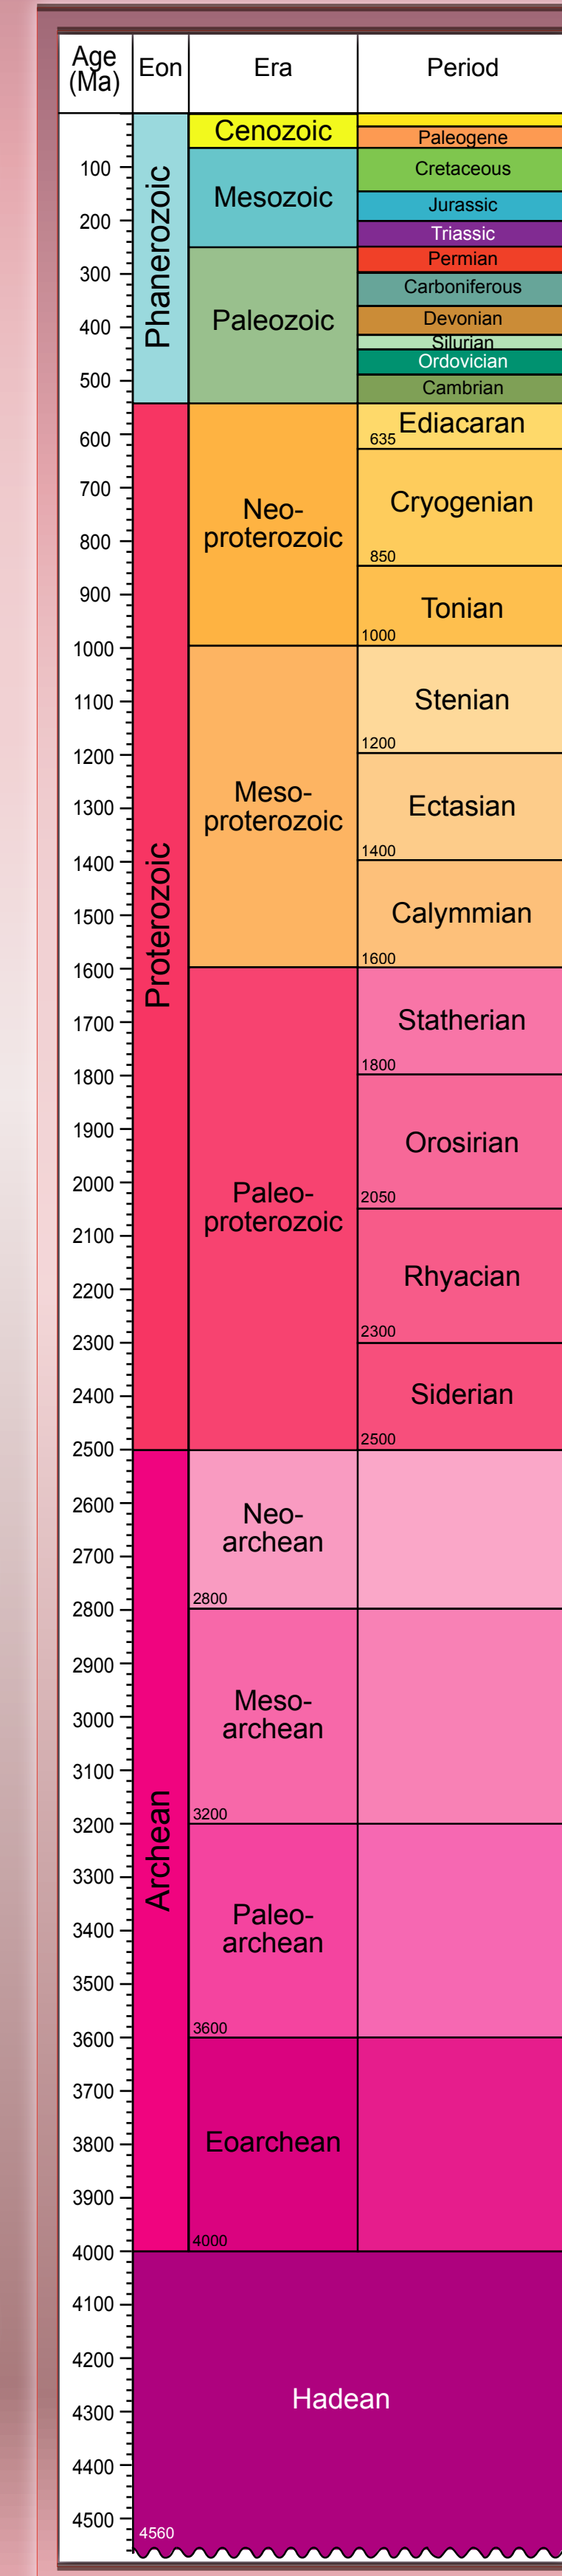 Age
(Ma)
Eon
Era
Period
Phanerozoic
Cenozoic
Paleogene
100
Mesozoic
Cretaceous
Jurassic
200
Triassic
Permian
300
Paleozoic
Carboniferous
400
Devonian
Silurian
Ordovician
500
Cambrian
Proterozoic
Neo-
proterozoic
Ediacaran
600
635
700
Cryogenian
800
850
900
Tonian
1000
1000
Meso-
proterozoic
1100
Stenian
1200
1200
1300
Ectasian
1400
1400
1500
Calymmian
1600
1600
Paleo-
proterozoic
1700
Statherian
1800
1800
1900
Orosirian
2000
2050
2100
Rhyacian
2200
2300
2300
2400
Siderian
2500
2500
Archean
Neo-
archean
2600
2700
2800
2800
2900
Meso-
archean
3000
3100
3200
3200
3300
Paleo-
archean
3400
3500
3600
3600
3700
Eoarchean
3800
3900
4000
4000
4100
4200
Hadean
4300
4400
4500
4560